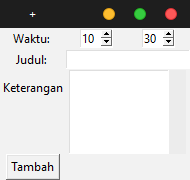 +
Waktu: 10 30
Judul:
Keterangan
Tambah